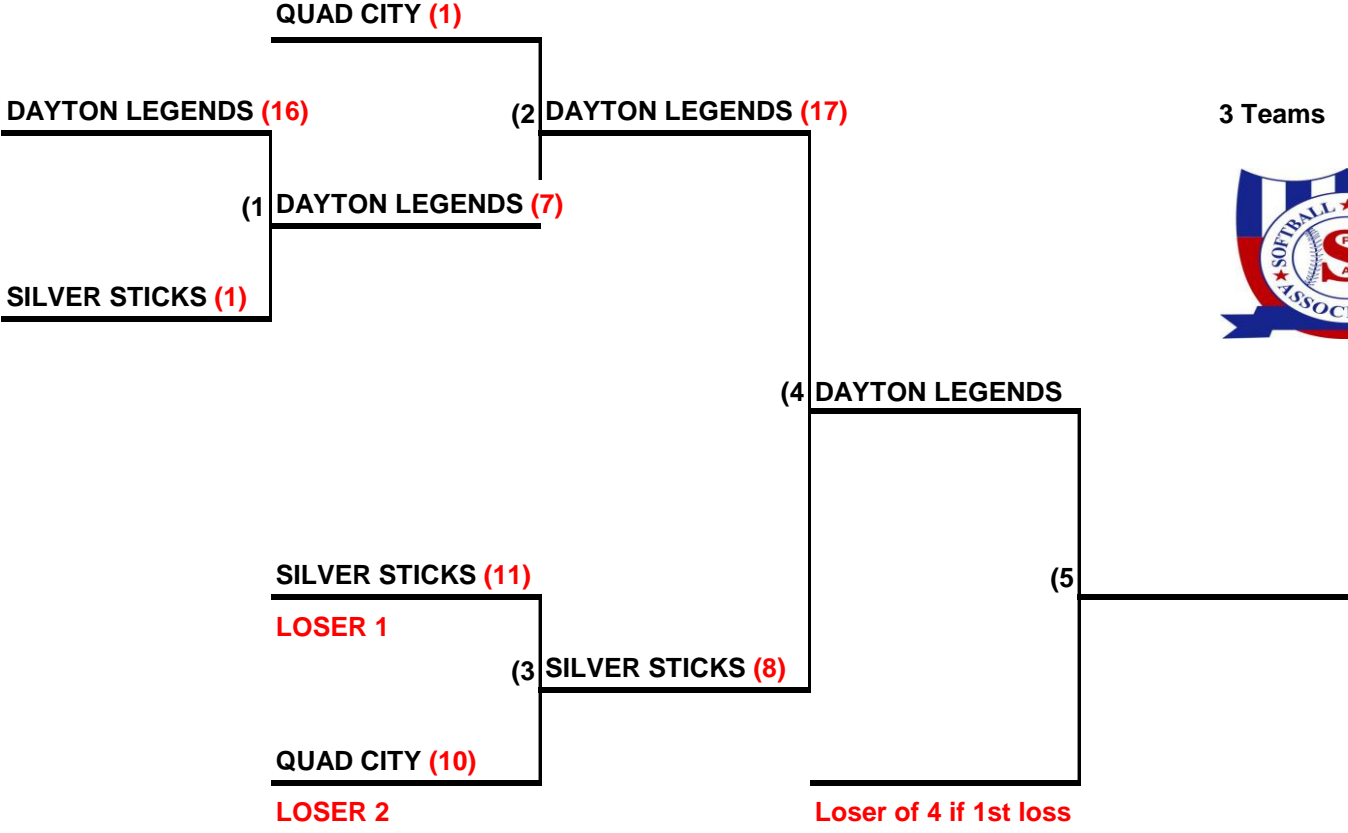 QUAD CITY (1)
DAYTON LEGENDS (16)
(2 DAYTON LEGENDS (17)
3 Teams
(1 DAYTON LEGENDS (7)
SILVER STICKS (1)
SOFTBALL
(4 DAYTON LEGENDS
SILVER STICKS (11)
(5
LOSER 1
(3 SILVER STICKS (8)
QUAD CITY (10)
LOSER 2
Loser of 4 if 1st loss